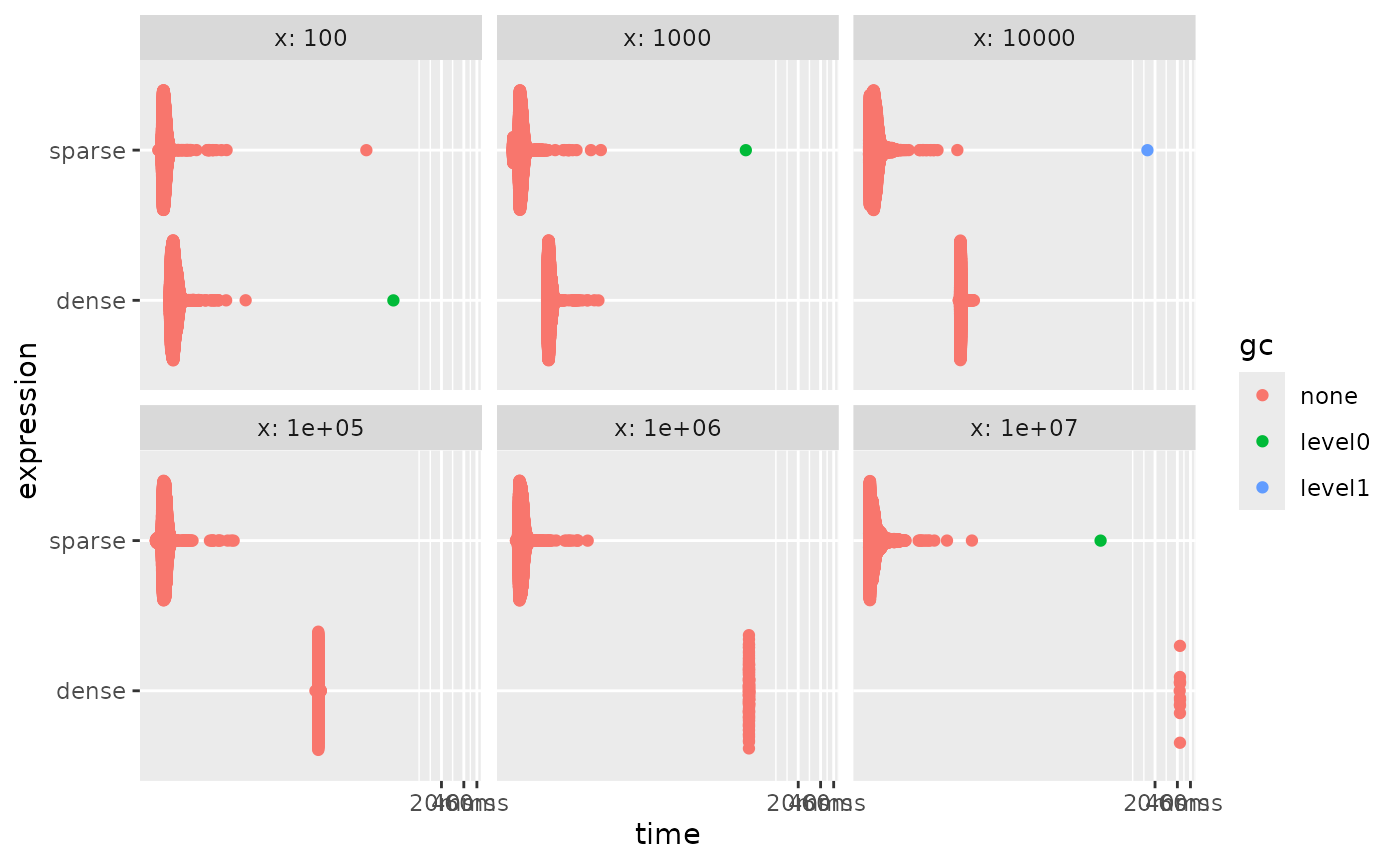 x: 100
x: 1000
x: 10000
sparse
dense
x: 1e+05
x: 1e+06
x: 1e+07
sparse
dense
expression
time
gc
none
level0
level1